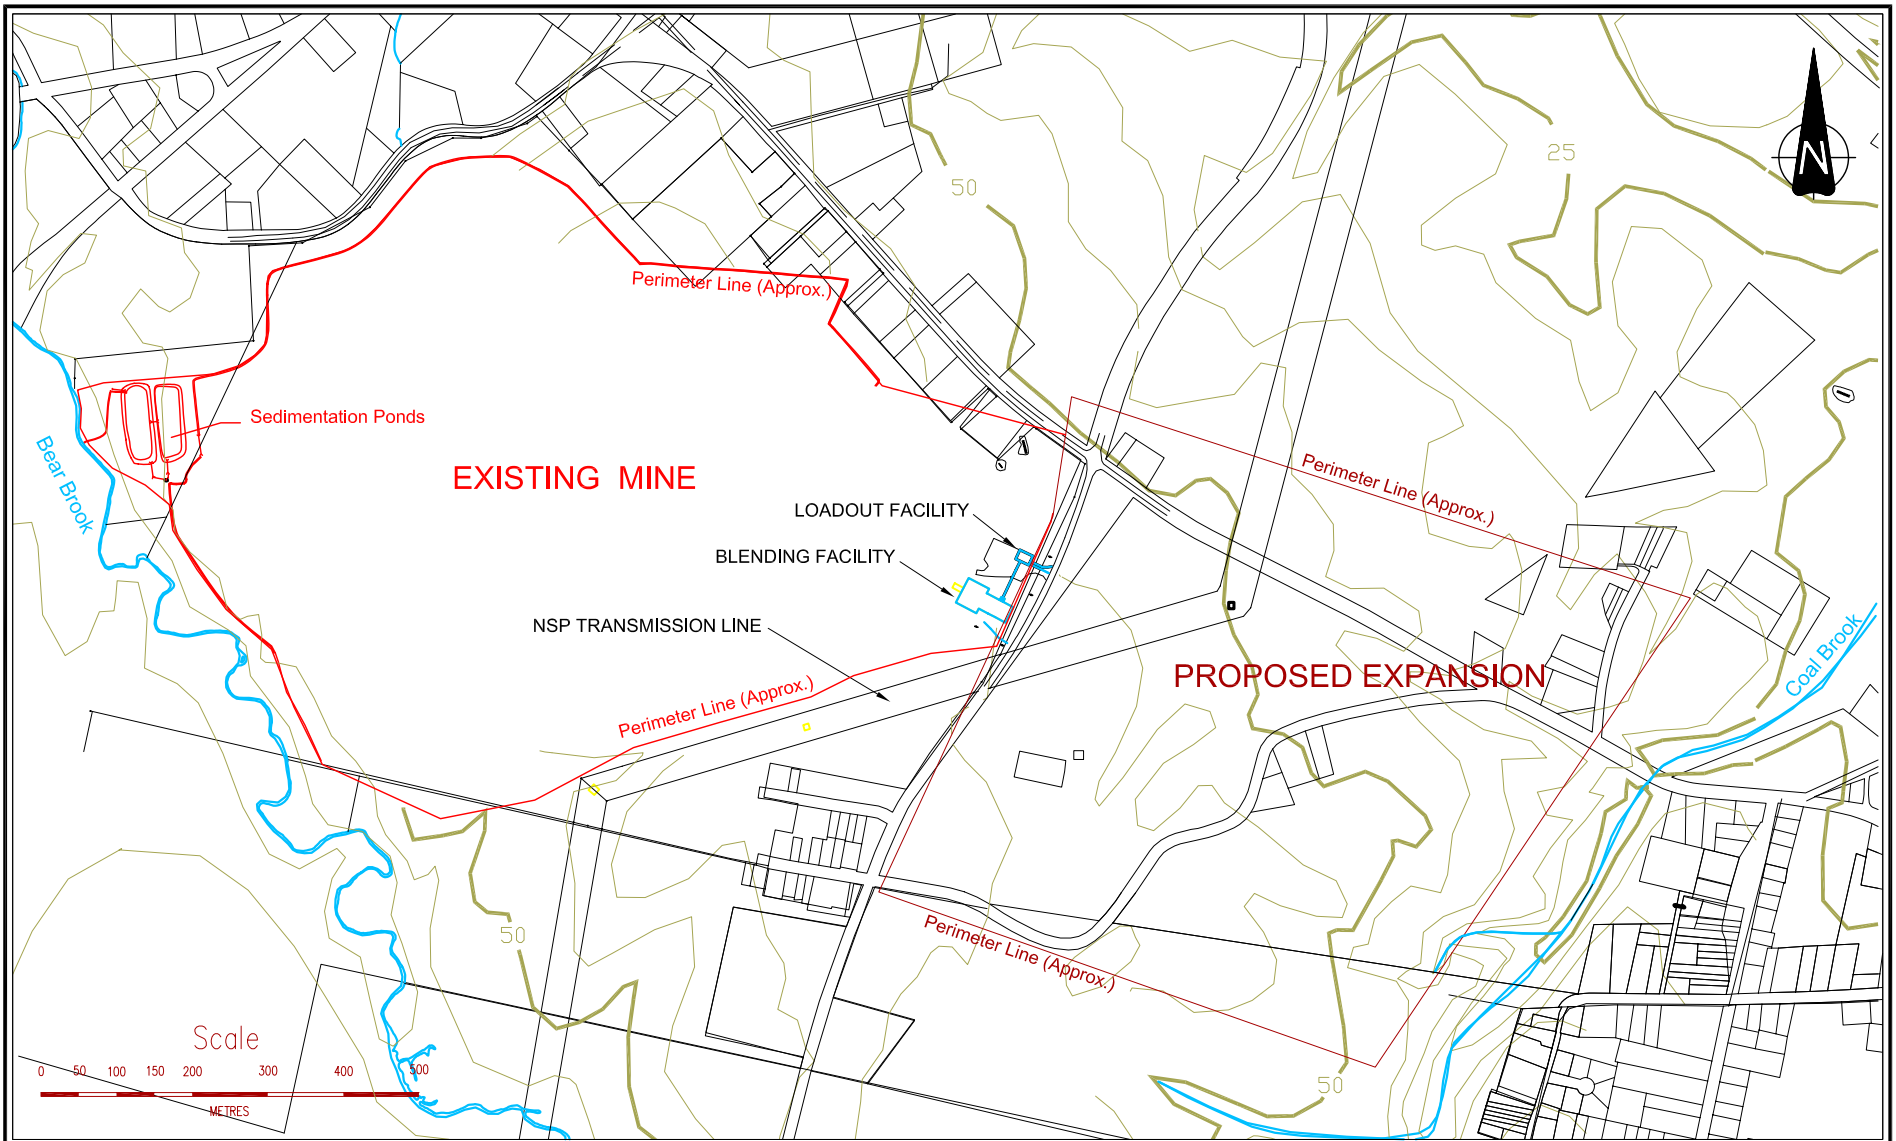 50
25
N
Perimeter Line (Approx.)
Sedimentation Ponds
Bear Brook
EXISTING MINE
Perimeter Line (Approx.)
LOADOUT FACILITY
BLENDING FACILITY
NSP TRANSMISSION LINE
Coal Brook
PROPOSED EXPANSION
Perimeter Line (Approx.)
50
Perimeter Line (Approx.)
Scale
0 50 100 150 200 300 400 500
METRES
50